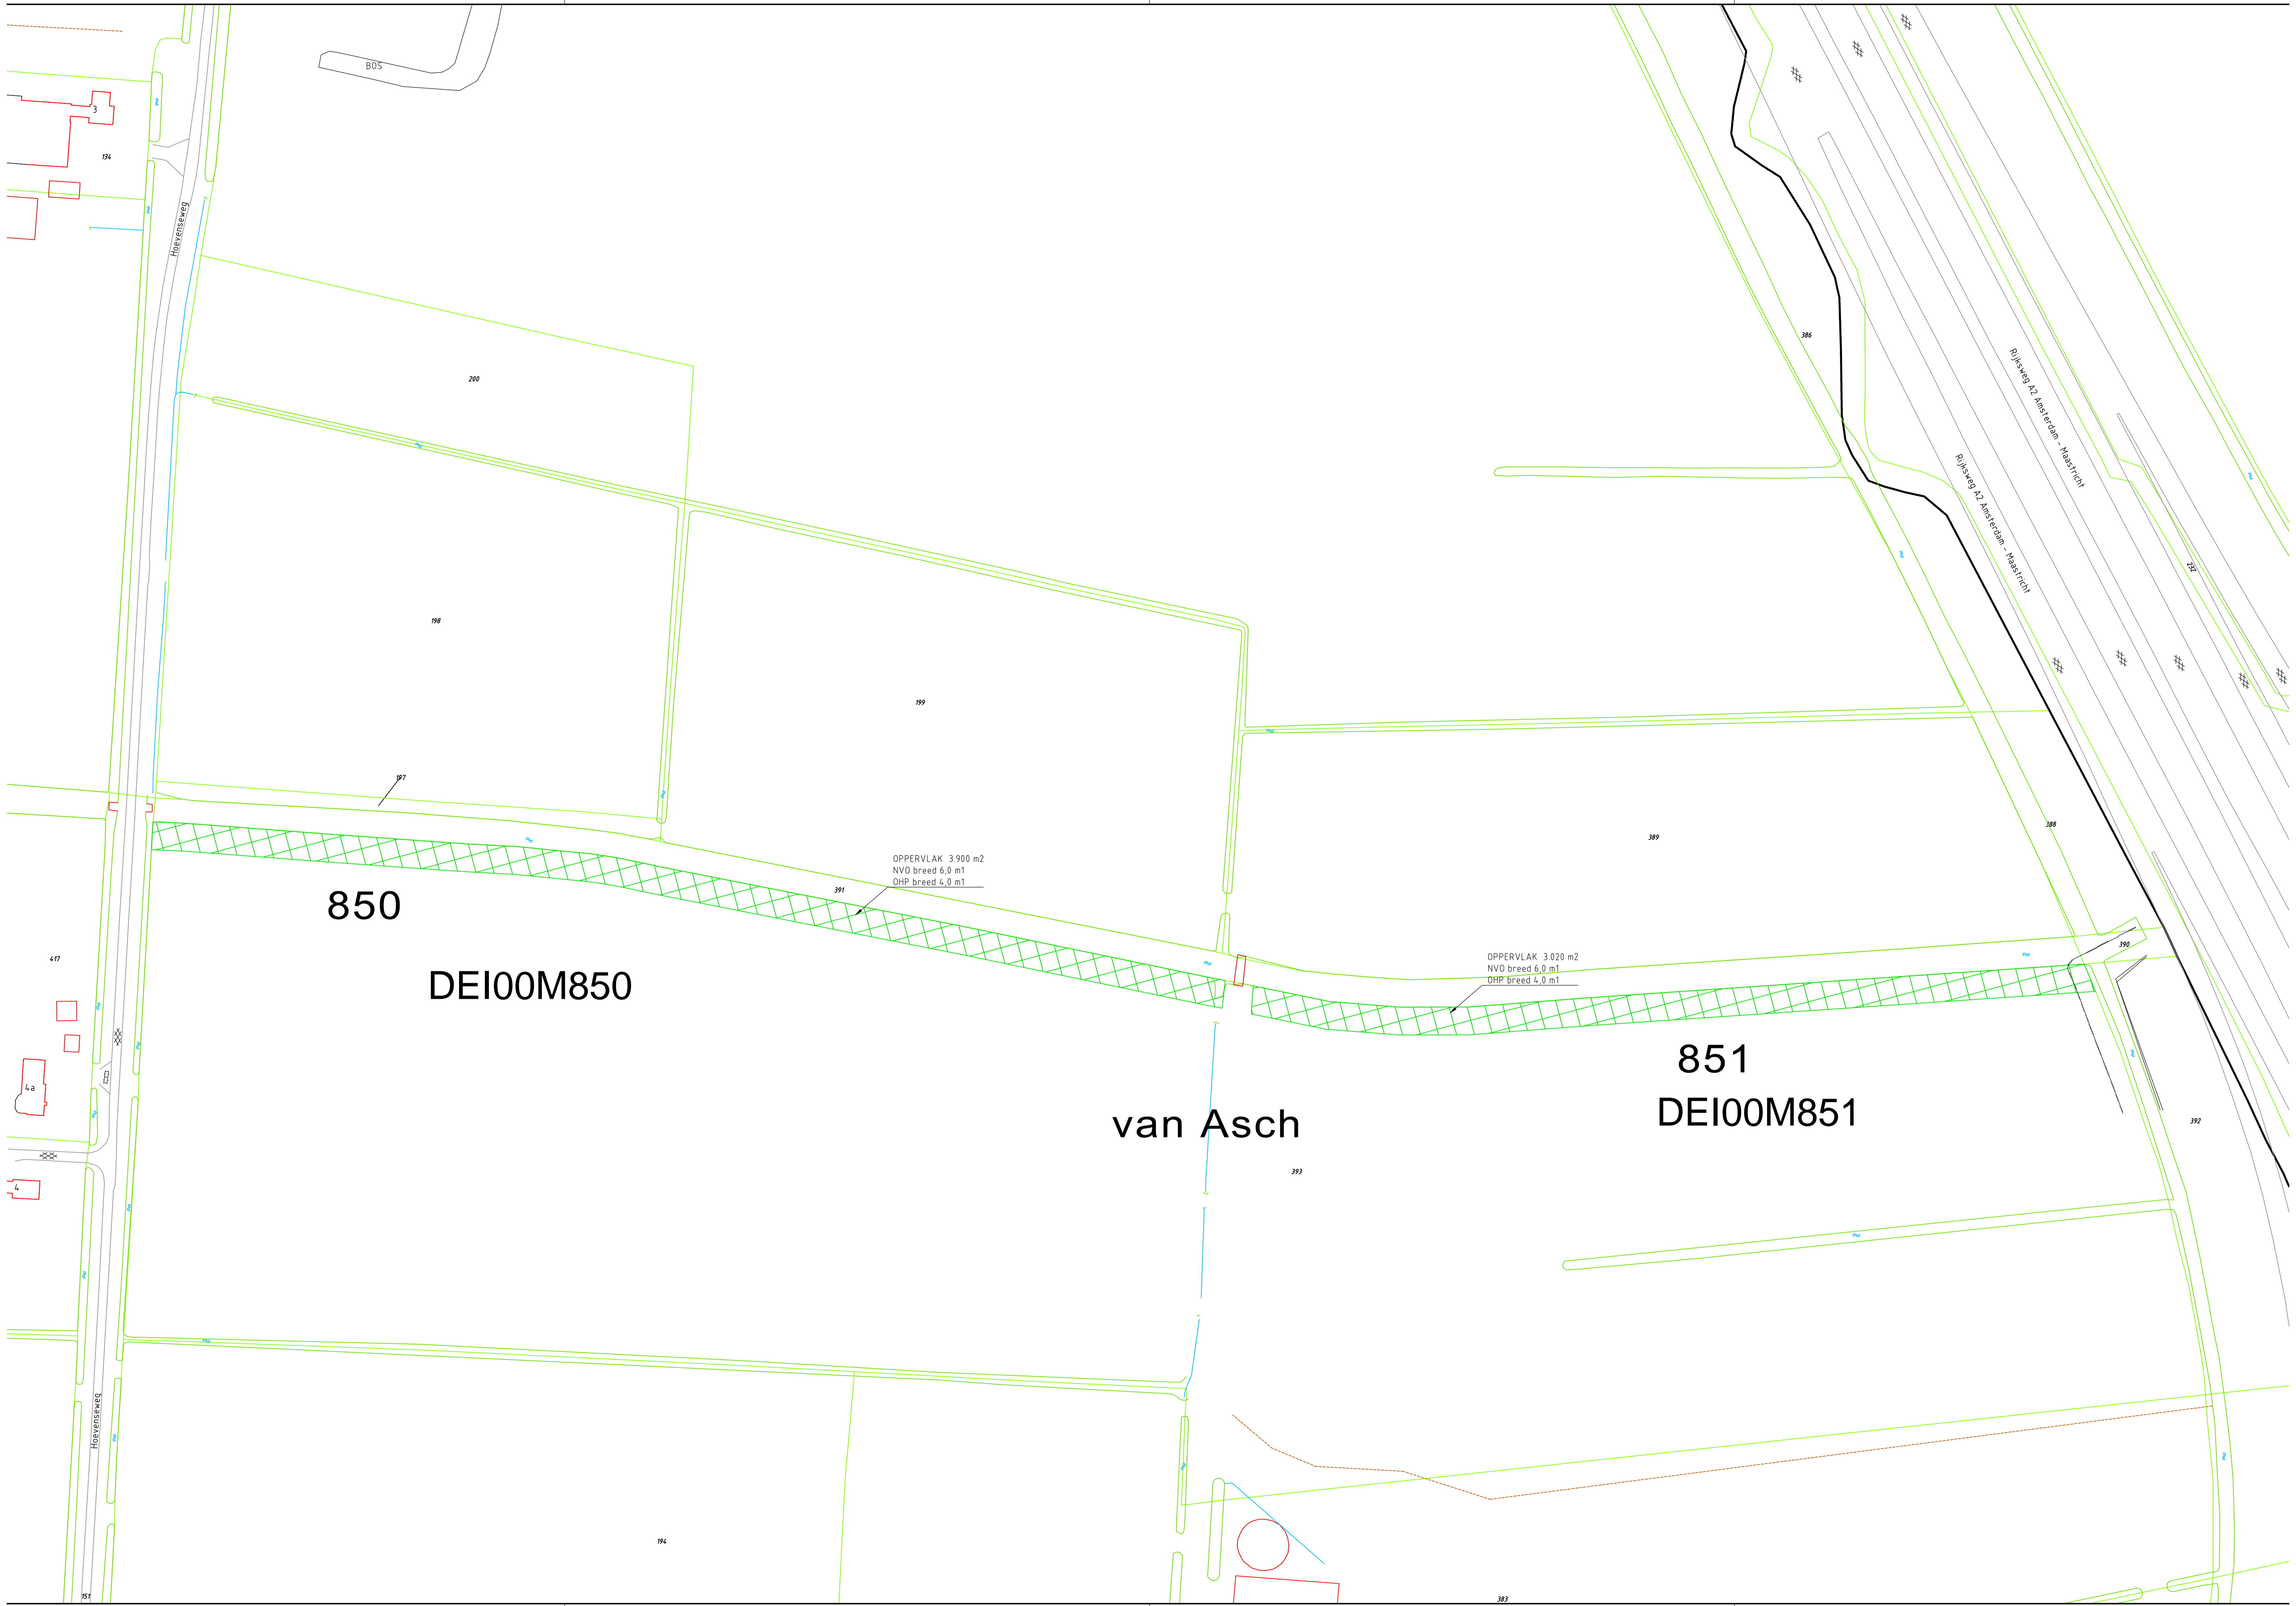 BOS
3
134
Hoevenseweg
200
386
Rijksweg A2 Amsterdam - Maastricht
Rijksweg A2 Amsterdam - Maastricht
232
198
199
197
389
388
OPPERVLAK 3.900 m2
NVO breed 6,0 m1
OHP breed 4,0 m1
391
850
DEI00M850
417
OPPERVLAK 3.020 m2
NVO breed 6,0 m1
OHP breed 4,0 m1
390
851
DEI00M851
van Asch
4a
392
393
4
Hoevenseweg
194
151
383